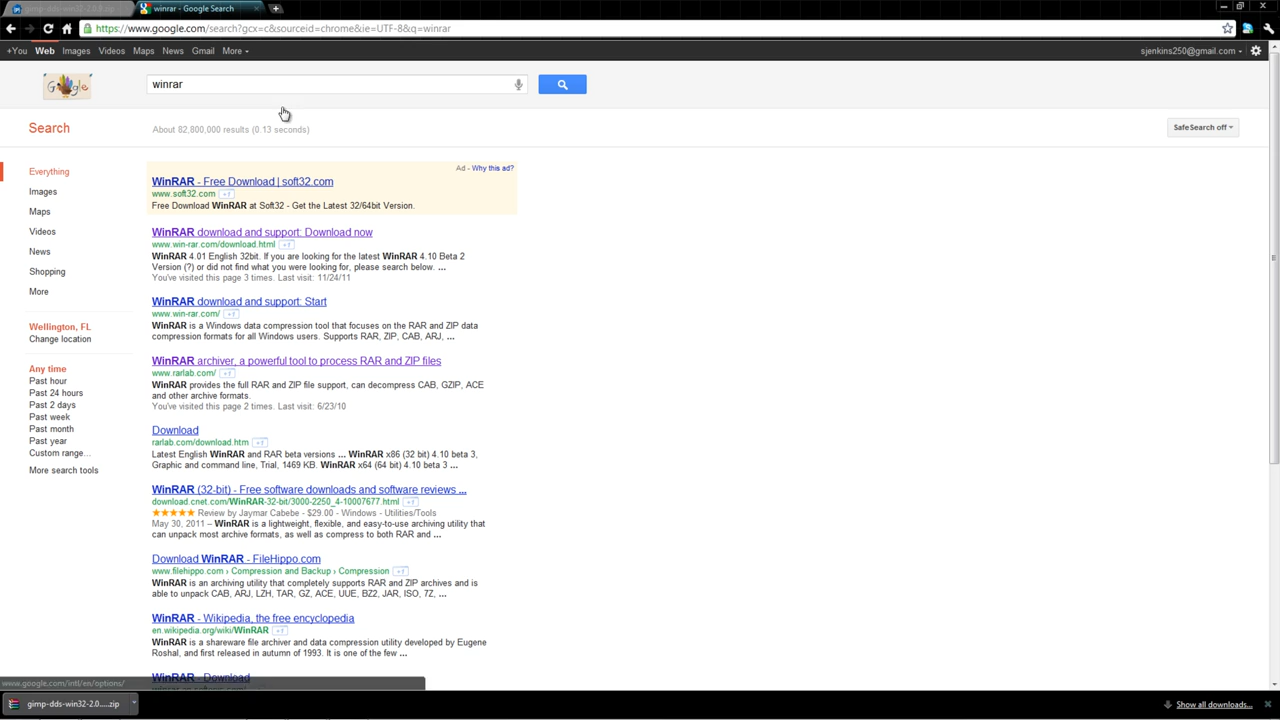 gimp-dds-win32-2.0.9.zip
winrar - Google Search
https://www.google.com/search?gcx=c&sourceid=chrome&ie=UTF-8&q=winrar
+You Web Images Videos Maps News Gmail More
sjenkins250@gmail.com
Google
winrar
Search
About 82,800,000 results (0.13 seconds)
SafeSearch off
Everything
Images
Maps
Videos
News
Shopping
More
Wellington, FL
Change location
Any time
Past hour
Past 24 hours
Past 2 days
Past week
Past month
Past year
Custom range...
More search tools
Ad - Why this ad?
WinRAR - Free Download | soft32.com
www.soft32.com +1
Free Download WinRAR at Soft32 - Get the Latest 32/64bit Version.
WinRAR download and support: Download now
www.win-rar.com/download.html +1
WinRAR 4.01 English 32bit. If you are looking for the latest WinRAR 4.10 Beta 2
Version (?) or did not find what you were looking for, please search below. ...
You've visited this page 3 times. Last visit: 11/24/11
WinRAR download and support: Start
www.win-rar.com/ +1
WinRAR is a Windows data compression tool that focuses on the RAR and ZIP data
compression formats for all Windows users. Supports RAR, ZIP, CAB, ARJ, ...
WinRAR archiver, a powerful tool to process RAR and ZIP files
www.rarlab.com/ +1
WinRAR provides the full RAR and ZIP file support, can decompress CAB, GZIP, ACE
and other archive formats.
You've visited this page 2 times. Last visit: 6/23/10
Download
rarlab.com/download.htm +1
Latest English WinRAR and RAR beta versions ... WinRAR x86 (32 bit) 4.10 beta 3,
Graphic and command line, Trial, 1469 KB. WinRAR x64 (64 bit) 4.10 beta 3 ...
WinRAR (32-bit) - Free software downloads and software reviews ...
download.cnet.com/WinRAR-32-bit/3000-2250_4-10007677.html +1
Review by Jaymar Cabebe - $29.00 - Windows - Utilities/Tools
May 30, 2011 – WinRAR is a lightweight, flexible, and easy-to-use archiving utility that
can unpack most archive formats, as well as compress to both RAR and ...
Download WinRAR - FileHippo.com
www.filehippo.com › Compression and Backup › Compression +1
WinRAR is an archiving utility that completely supports RAR and ZIP archives and is
able to unpack CAB, ARJ, LZH, TAR, GZ, ACE, UUE, BZ2, JAR, ISO, 7Z, ...
WinRAR - Wikipedia, the free encyclopedia
en.wikipedia.org/wiki/WinRAR +1
WinRAR is a shareware file archiver and data compression utility developed by Eugene
Roshal, and first released in autumn of 1993. It is one of the few ...
WinRAR - Download
www.google.com/intl/en/options/
gimp-dds-win32-2.0.....zip
Show all downloads...